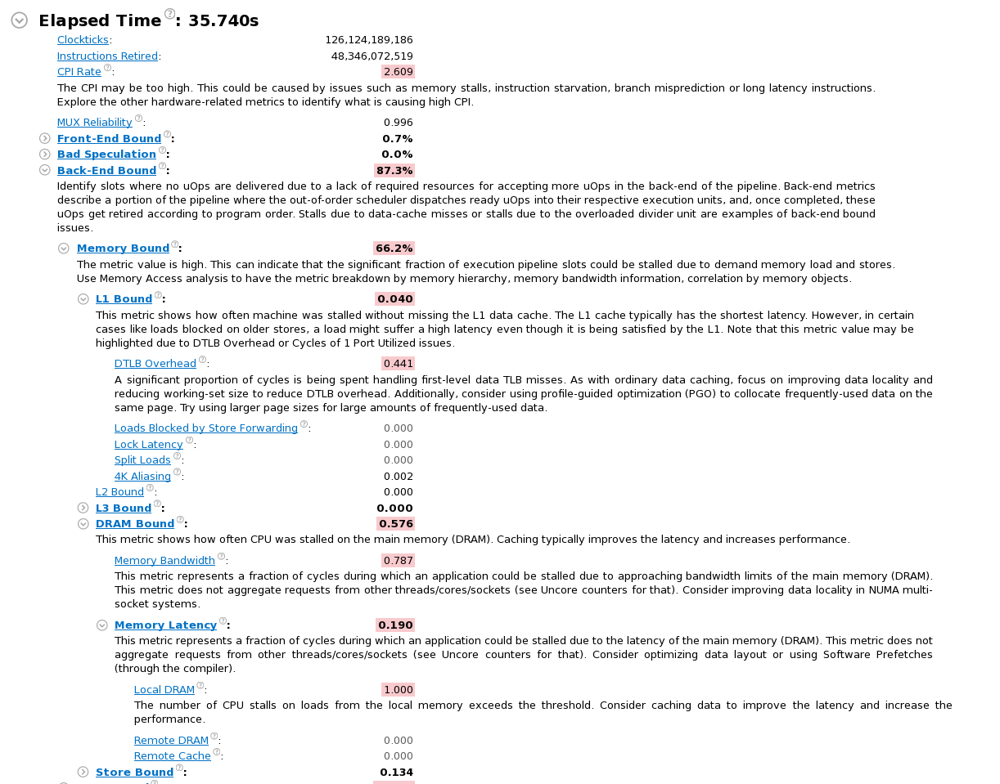 Elapsed Time ?: 35.740s
Clockticks: 126,124,189,186
Instructions Retired: 48,346,072,519
CPI Rate ?: 2.609
The CPI may be too high. This could be caused by issues such as memory stalls, instruction starvation, branch misprediction or long latency instructions.
Explore the other hardware-related metrics to identify what is causing high CPI.
MUX Reliability ?: 0.996
Front-End Bound ?: 0.7%
Bad Speculation ?: 0.0%
Back-End Bound ?: 87.3%
Identify slots where no uOps are delivered due to a lack of required resources for accepting more uOps in the back-end of the pipeline. Back-end metrics
describe a portion of the pipeline where the out-of-order scheduler dispatches ready uOps into their respective execution units, and, once completed, these
uOps get retired according to program order. Stalls due to data-cache misses or stalls due to the overloaded divider unit are examples of back-end bound
issues.
Memory Bound ?: 66.2%
The metric value is high. This can indicate that the significant fraction of execution pipeline slots could be stalled due to demand memory load and stores.
Use Memory Access analysis to have the metric breakdown by memory hierarchy, memory bandwidth information, correlation by memory objects.
L1 Bound ?: 0.040
This metric shows how often machine was stalled without missing the L1 data cache. The L1 cache typically has the shortest latency. However, in certain
cases like loads blocked on older stores, a load might suffer a high latency even though it is being satisfied by the L1. Note that this metric value may be
highlighted due to DTLB Overhead or Cycles of 1 Port Utilized issues.
DTLB Overhead ?: 0.441
A significant proportion of cycles is being spent handling first-level data TLB misses. As with ordinary data caching, focus on improving data locality and
reducing working-set size to reduce DTLB overhead. Additionally, consider using profile-guided optimization (PGO) to collocate frequently-used data on the
same page. Try using larger page sizes for large amounts of frequently-used data.
Loads Blocked by Store Forwarding ?: 0.000
Lock Latency ?: 0.000
Split Loads ?: 0.000
4K Aliasing ?: 0.002
L2 Bound ?: 0.000
L3 Bound ?: 0.000
DRAM Bound ?: 0.576
This metric shows how often CPU was stalled on the main memory (DRAM). Caching typically improves the latency and increases performance.
Memory Bandwidth ?: 0.787
This metric represents a fraction of cycles during which an application could be stalled due to approaching bandwidth limits of the main memory (DRAM).
This metric does not aggregate requests from other threads/cores/sockets (see Uncore counters for that). Consider improving data locality in NUMA multi-
socket systems.
Memory Latency ?: 0.190
This metric represents a fraction of cycles during which an application could be stalled due to the latency of the main memory (DRAM). This metric does not
aggregate requests from other threads/cores/sockets (see Uncore counters for that). Consider optimizing data layout or using Software Prefetches
(through the compiler).
Local DRAM ?: 1.000
The number of CPU stalls on loads from the local memory exceeds the threshold. Consider caching data to improve the latency and increase the
performance.
Remote DRAM ?: 0.000
Remote Cache ?: 0.000
Store Bound ?: 0.134